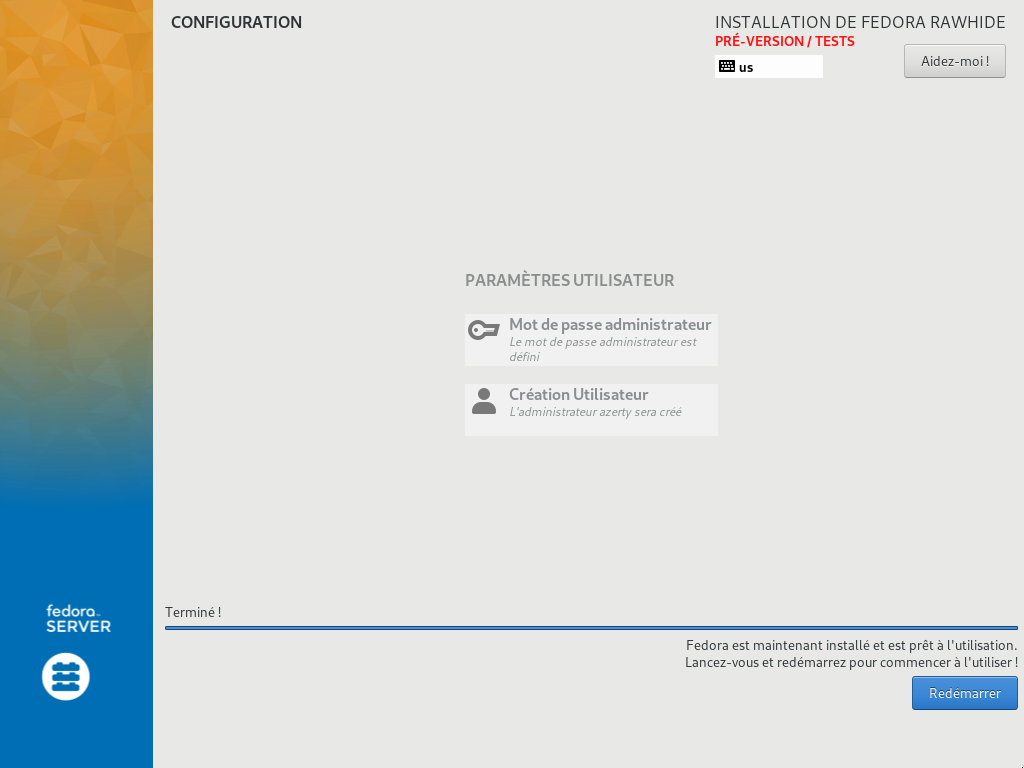 CONFIGURATION
INSTALLATION DE FEDORA RAWHIDE
PRÉ-VERSION / TESTS
us
Aidez-moi !
PARAMÈTRES UTILISATEUR
Mot de passe administrateur
Le mot de passe administrateur est
défini
Création Utilisateur
L'administrateur azerty sera créé
fedora™
SERVER
Terminé !
Fedora est maintenant installé et est prêt à l'utilisation.
Lancez-vous et redémarrez pour commencer à l'utiliser !
Redémarrer